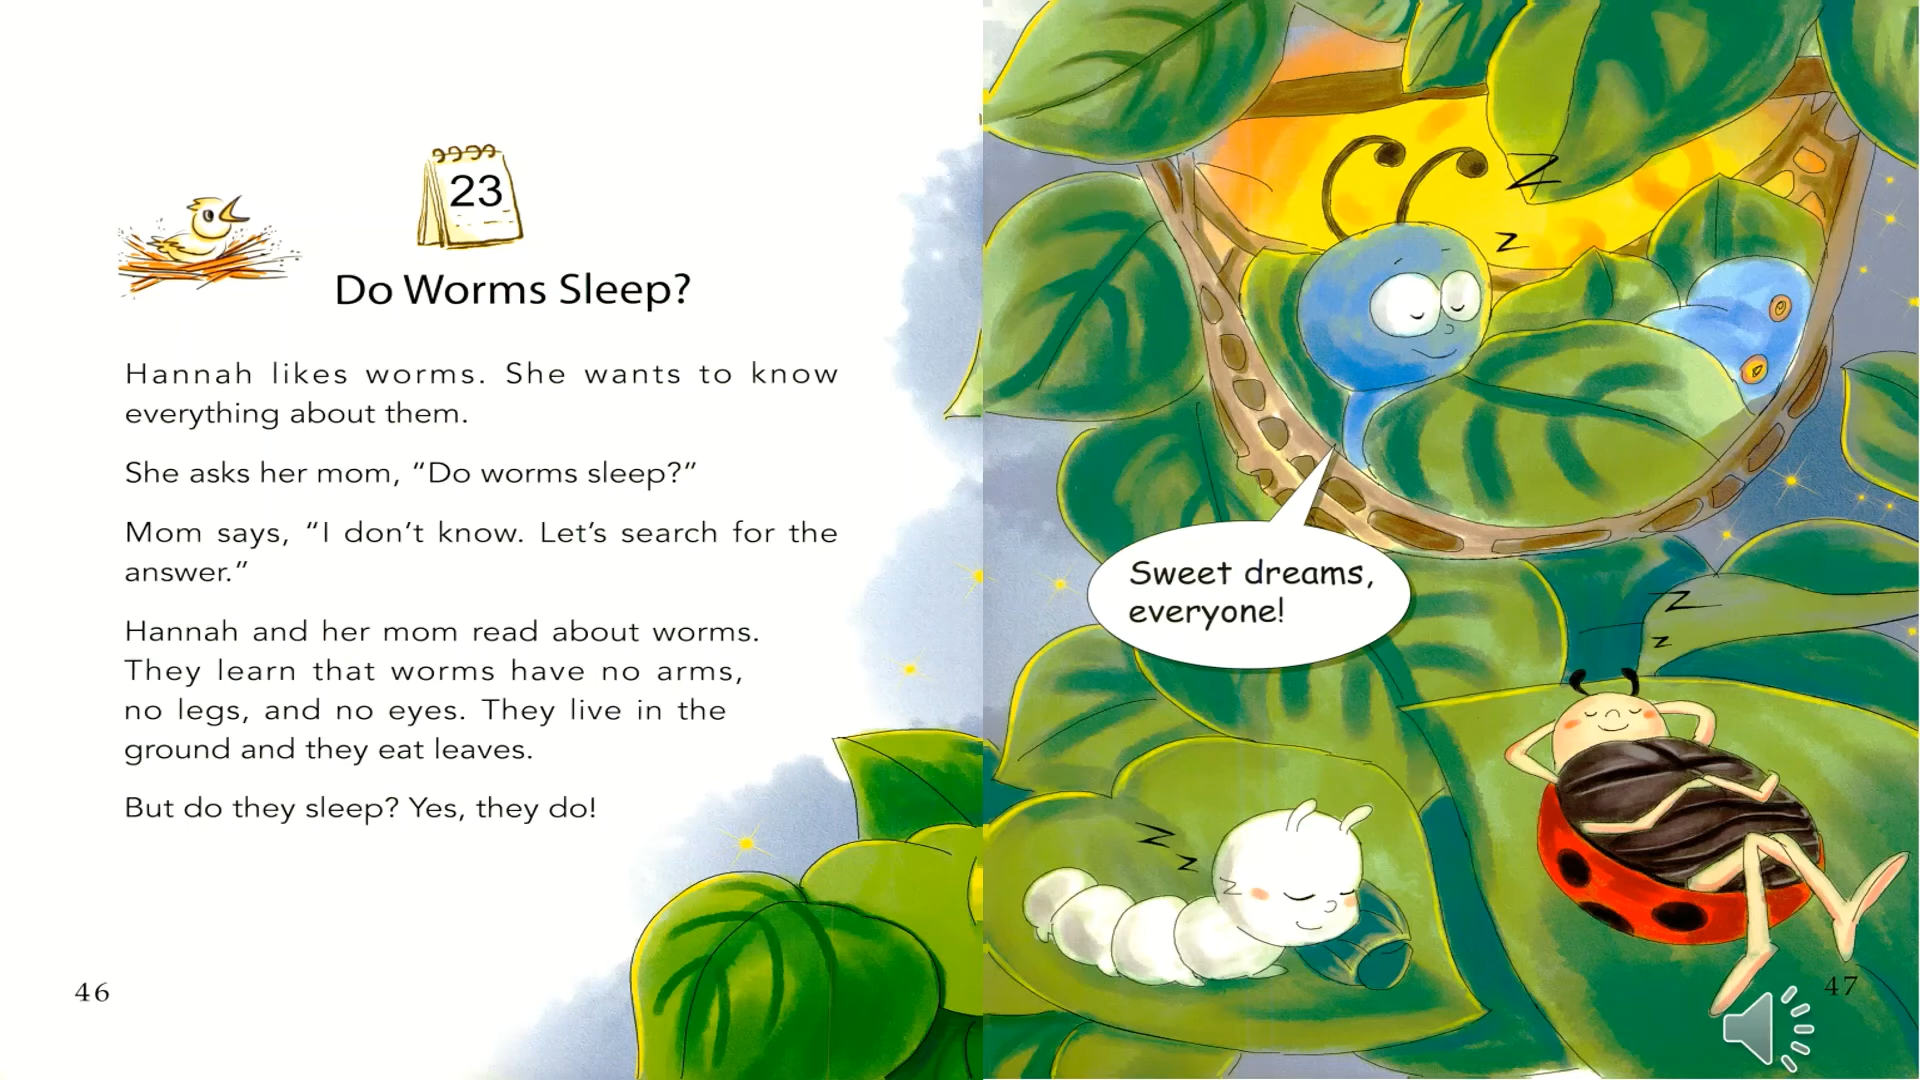 23
Do Worms Sleep?
Hannah likes worms. She wants to know
everything about them.
She asks her mom, “Do worms sleep?”
Mom says, “I don’t know. Let’s search for the
answer.”
Hannah and her mom read about worms.
They learn that worms have no arms,
no legs, and no eyes. They live in the
ground and they eat leaves.
But do they sleep? Yes, they do!
46
z
z
Sweet dreams,
everyone!
z
z
z
z
z
47